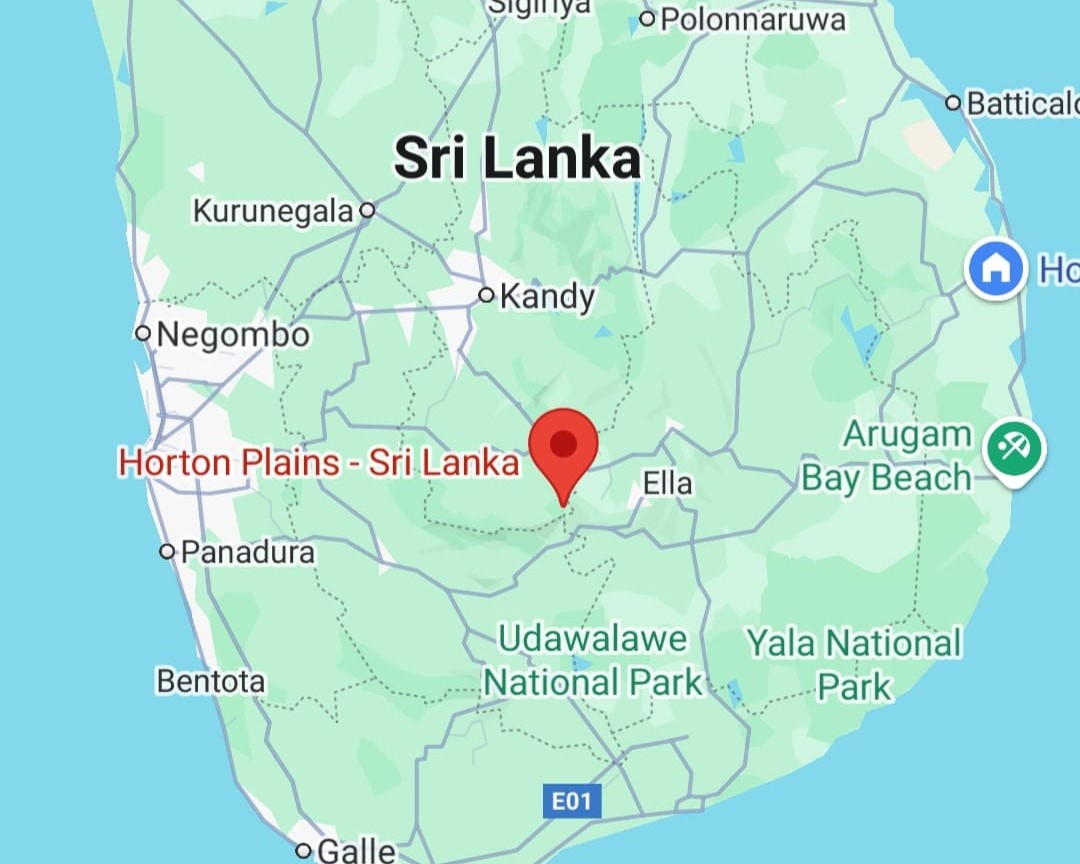 Sigiriya
Polonnaruwa
Sri Lanka
Kurunegala
Kandy
Negombo
Horton Plains - Sri Lanka
Ella
Arugam
Bay Beach
Panadura
Udawalawe
National Park
Yala National
Park
Bentota
E01
Galle
Batticalo
Ho